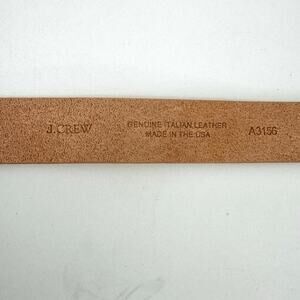 J.CREW
GENUINE ITALIAN LEATHER
MADE IN THE USA
A3156